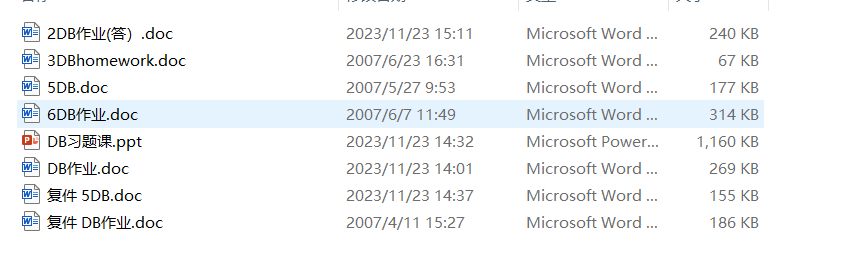 2DB作业(答）.doc 2023/11/23 15:11 Microsoft Word ... 240 KB
3DBhomework.doc 2007/6/23 16:31 Microsoft Word ... 67 KB
5DB.doc 2007/5/27 9:53 Microsoft Word ... 177 KB
6DB作业.doc 2007/6/7 11:49 Microsoft Word ... 314 KB
DB习题课.ppt 2023/11/23 14:32 Microsoft Power... 1,160 KB
DB作业.doc 2023/11/23 14:01 Microsoft Word ... 269 KB
复件 5DB.doc 2023/11/23 14:37 Microsoft Word ... 155 KB
复件 DB作业.doc 2007/4/11 15:27 Microsoft Word ... 186 KB